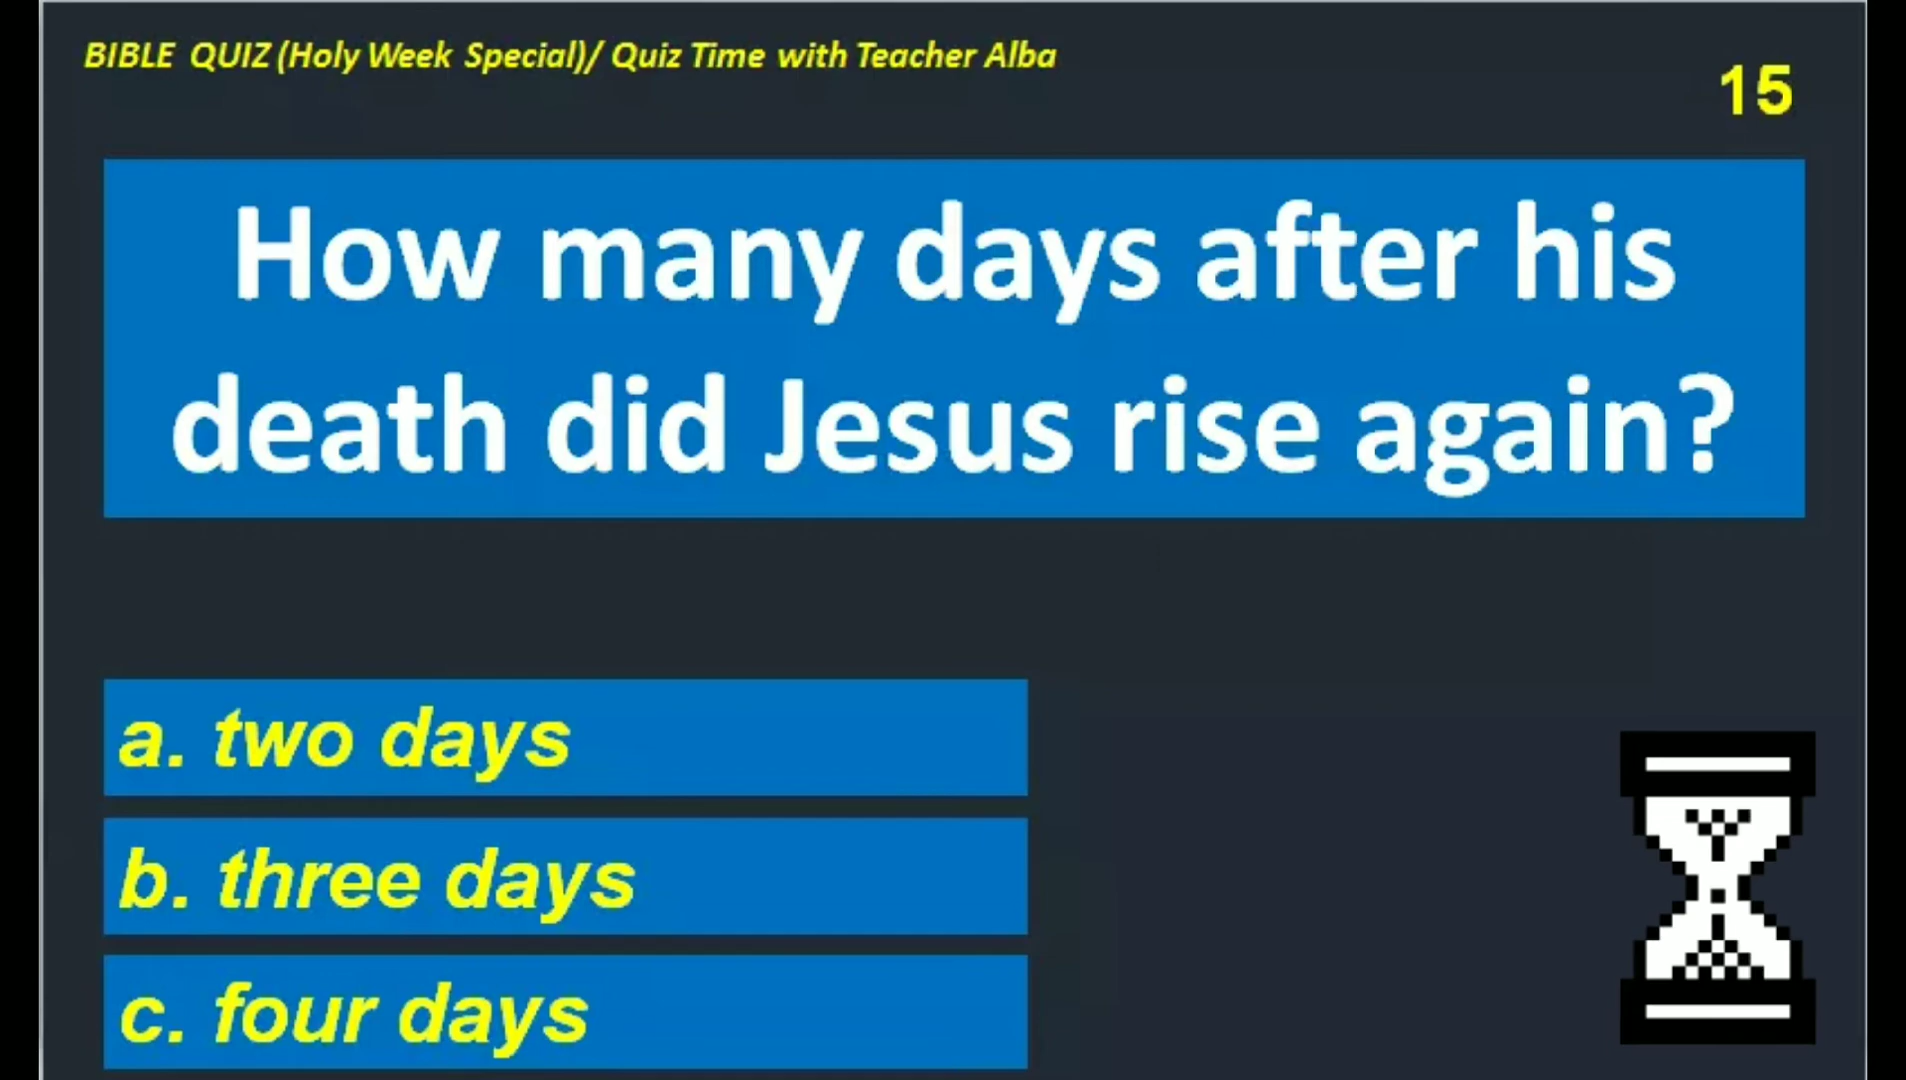 BIBLE QUIZ (Holy Week Special)/ Quiz Time with Teacher Alba
15
How many days after his
death did Jesus rise again?
a. two days
b. three days
c. four days